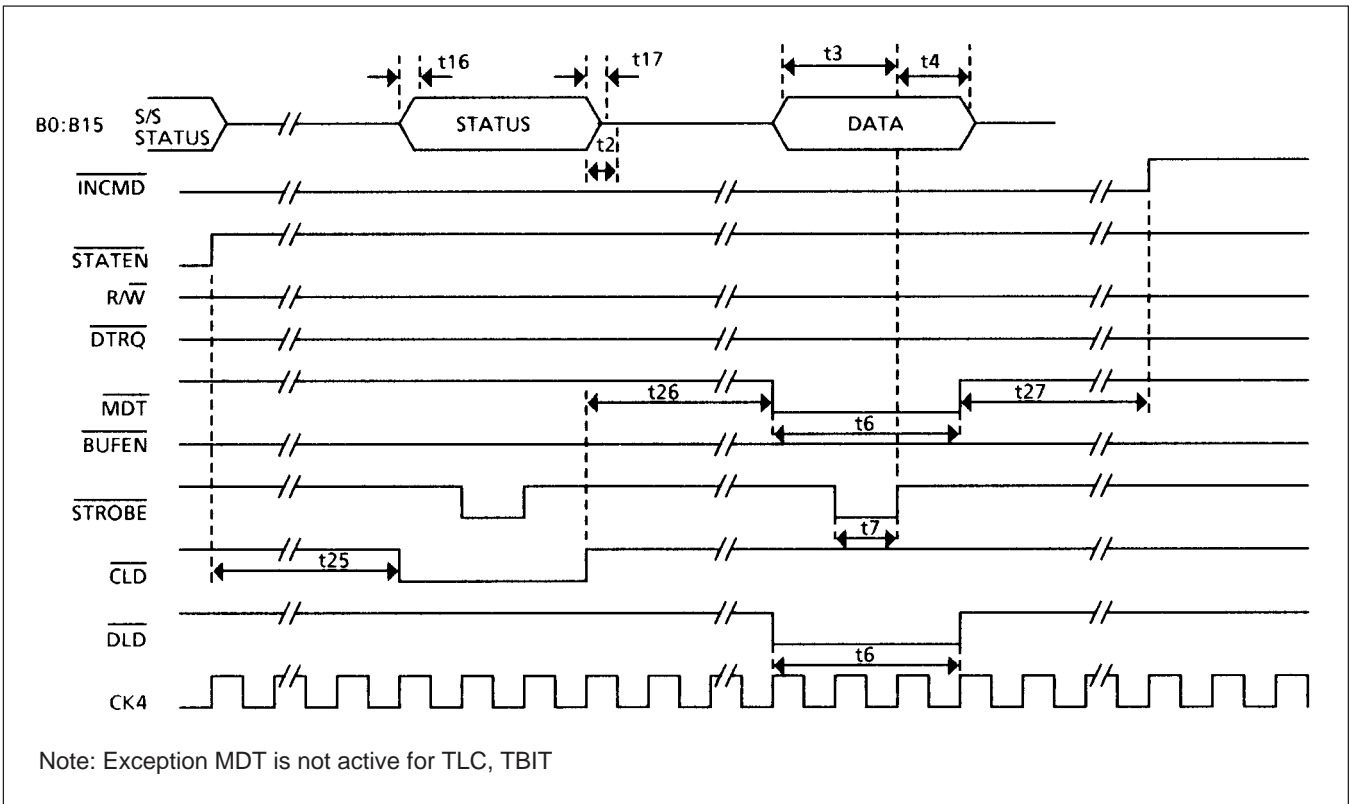 t16
t17
t3
t4
B0:B15
S/S
STATUS
STATUS
DATA
t2
INCMD
STATEN
R/W
DTRQ
MDT
t26
t27
t6
BUFEN
STROBE
t7
CLD
t25
DLD
t6
CK4
Note: Exception MDT is not active for TLC, TBIT